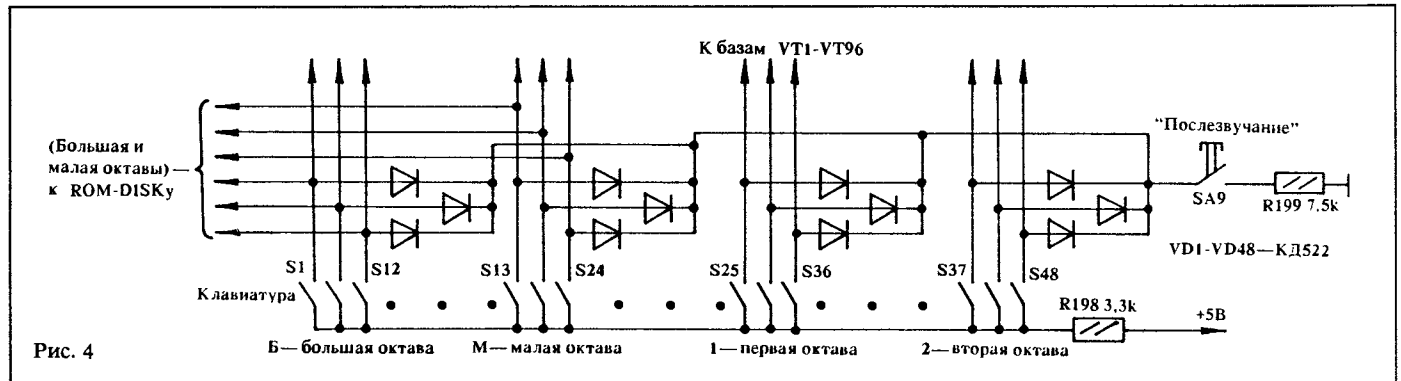 К базам VT1-VT96
(Большая и
малая октавы) —
к ROM-DISKу
"Послезвучание"
SA9
R199 7,5k
VD1-VD48—КД522
S1
S12
S13
S24
S25
S36
S37
S48
Клавиатура
R198 3,3k
+5В
Рис. 4
Б—большая октава
М—малая октава
1—первая октава
2—вторая октава